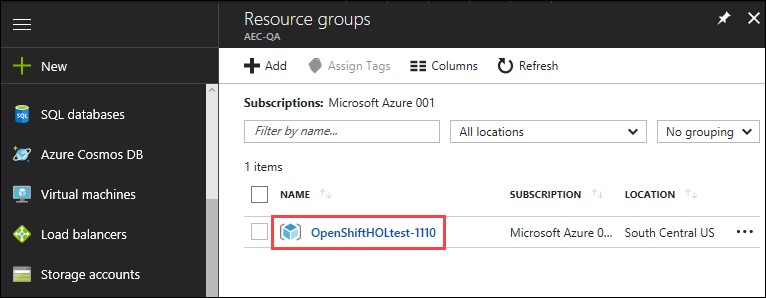 Resource groups
AEC-QA
New
SQL databases
Azure Cosmos DB
Virtual machines
Load balancers
Storage accounts
Add Assign Tags Columns Refresh
Subscriptions: Microsoft Azure 001
Filter by name... All locations No grouping
1 items
NAME SUBSCRIPTION LOCATION
OpenShiftHOLtest-1110 Microsoft Azure 0... South Central US